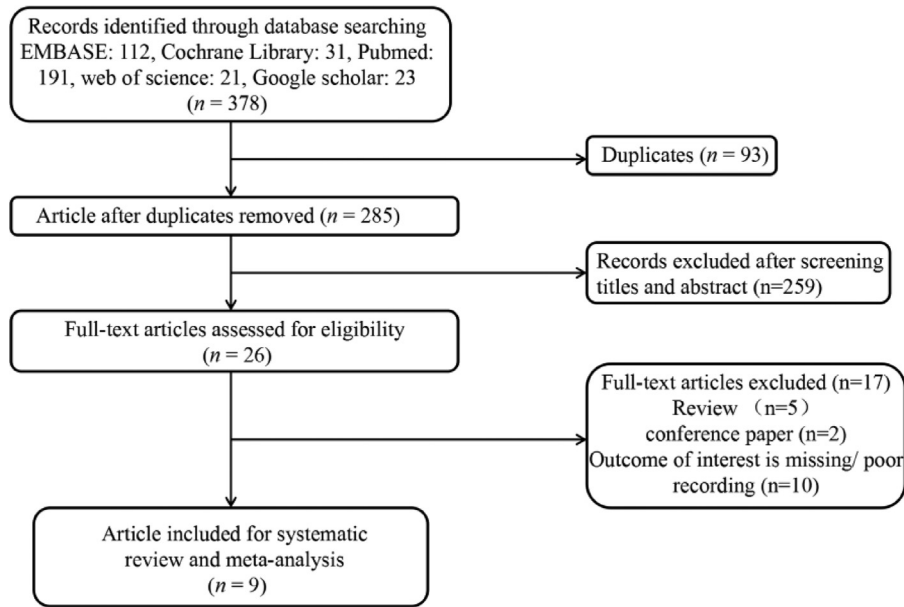 Records identified through database searching
EMBASE: 112, Cochrane Library: 31, Pubmed:
191, web of science: 21, Google scholar: 23
(n = 378)
Duplicates (n = 93)
Article after duplicates removed (n = 285)
Records excluded after screening
titles and abstract (n=259)
Full-text articles assessed for eligibility
(n = 26)
Full-text articles excluded (n=17)
Review （n=5）
conference paper (n=2)
Outcome of interest is missing/ poor
recording (n=10)
Article included for systematic
review and meta-analysis
(n = 9)